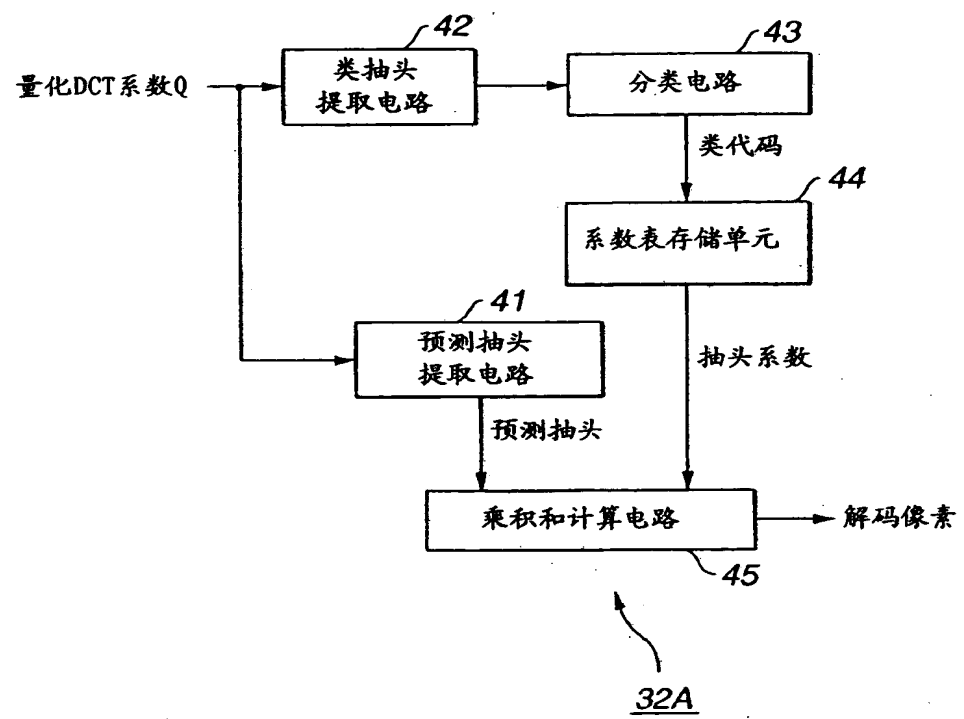 42
43
量化DCT系数Q
类抽头
提取电路
分类电路
类代码
44
系数表存储单元
41
预测抽头
提取电路
抽头系数
预测抽头
乘积和计算电路
解码像素
45
32A